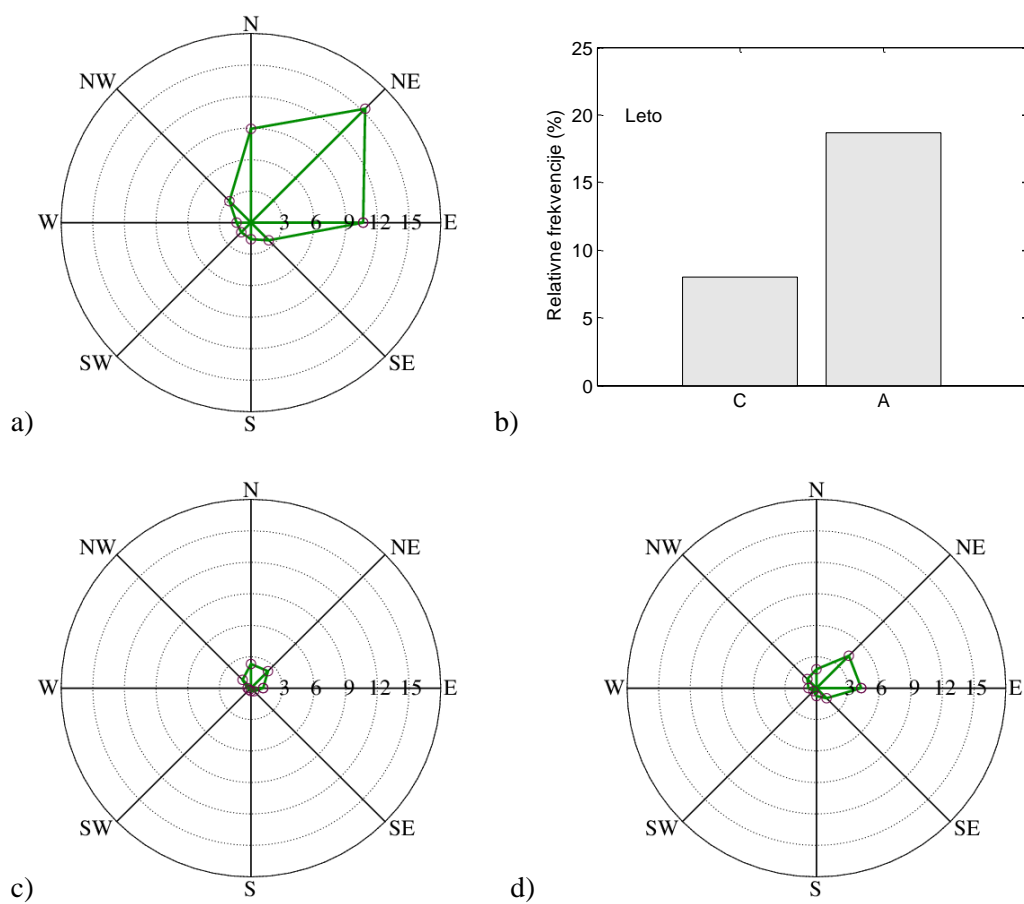 N
NW
NE
W
3 6 9 12 15
E
SW
SE
S
a)
25
20
15
10
5
0
Relativne frekvencije (%)
Leto
C
A
b)
N
NW
NE
W
3 6 9 12 15
E
SW
SE
S
c)
N
NW
NE
W
3 6 9 12 15
E
SW
SE
S
d)